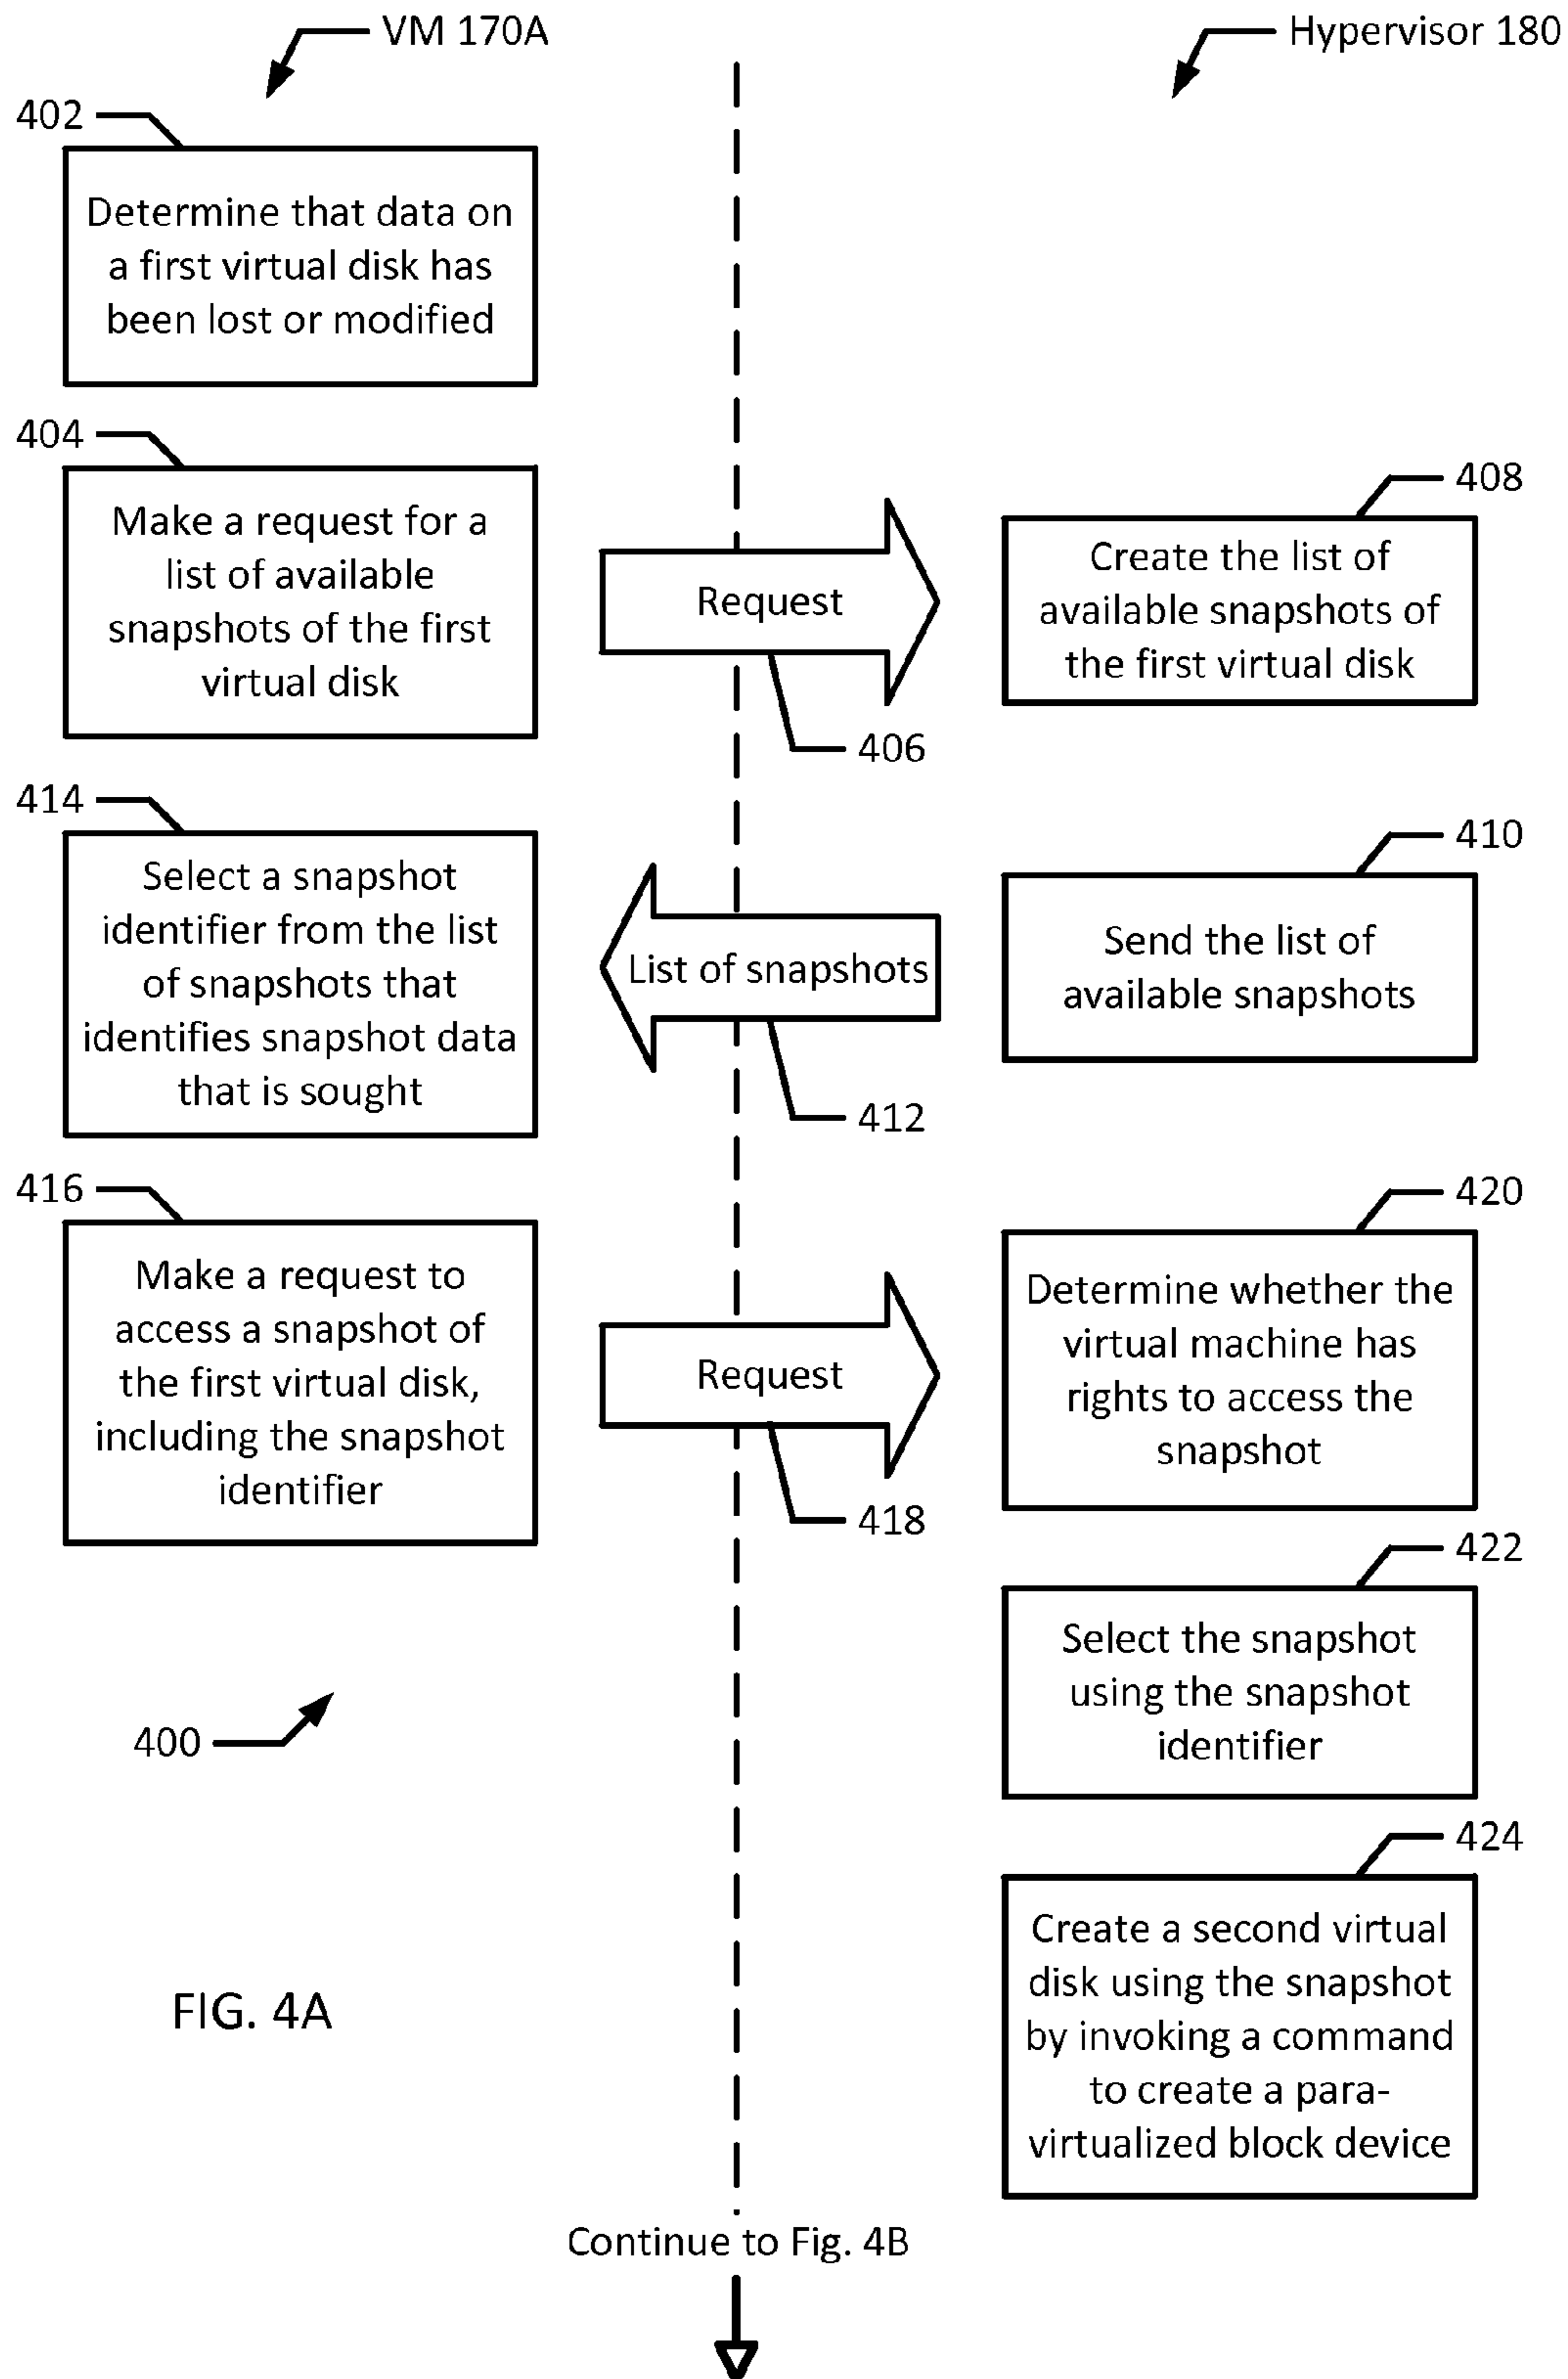 VM 170A
Hypervisor 180
402
Determine that data on
a first virtual disk has
been lost or modified
404
Make a request for a
list of available
snapshots of the first
virtual disk
Request
406
408
Create the list of
available snapshots of
the first virtual disk
410
Send the list of
available snapshots
List of snapshots
412
414
Select a snapshot
identifier from the list
of snapshots that
identifies snapshot data
that is sought
416
Make a request to
access a snapshot of
the first virtual disk,
including the snapshot
identifier
Request
418
420
Determine whether the
virtual machine has
rights to access the
snapshot
422
Select the snapshot
using the snapshot
identifier
424
Create a second virtual
disk using the snapshot
by invoking a command
to create a para-
virtualized block device
400
FIG. 4A
Continue to Fig. 4B